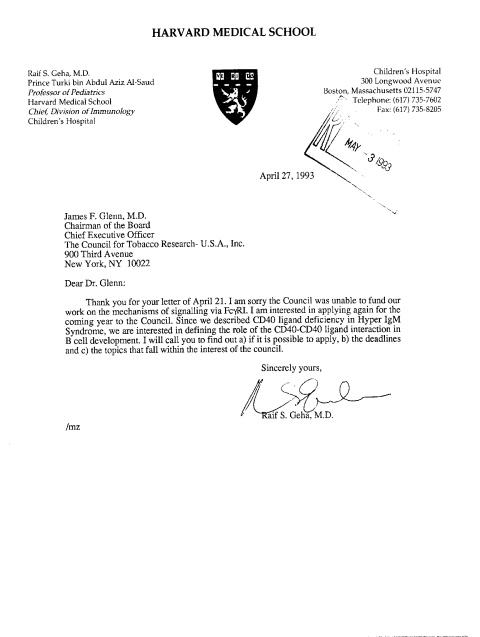 HARVARD MEDICAL SCHOOL
Raif S. Geha, M.D.
Prince Turki bin Abdul Aziz Al-Saud
Professor of Pediatrics
Harvard Medical School
Chief, Division of Immunology
Children's Hospital
Children's Hospital
300 Longwood Avenue
Boston, Massachusetts 02115-5747
Telephone: (617) 735-7602
Fax: (617) 735-8205
MAY - 3 1993
April 27, 1993
James F. Glenn, M.D.
Chairman of the Board
Chief Executive Officer
The Council for Tobacco Research- U.S.A., Inc.
900 Third Avenue
New York, NY 10022
Dear Dr. Glenn:
Thank you for your letter of April 21. I am sorry the Council was unable to fund our
work on the mechanisms of signalling via FcγRI. I am interested in applying again for the
coming year to the Council. Since we described CD40 ligand deficiency in Hyper IgM
Syndrome, we are interested in defining the role of the CD40-CD40 ligand interaction in
B cell development. I will call you to find out a) if it is possible to apply, b) the deadlines
and c) the topics that fall within the interest of the council.
Sincerely yours,
Raif S. Geha, M.D.
/mz